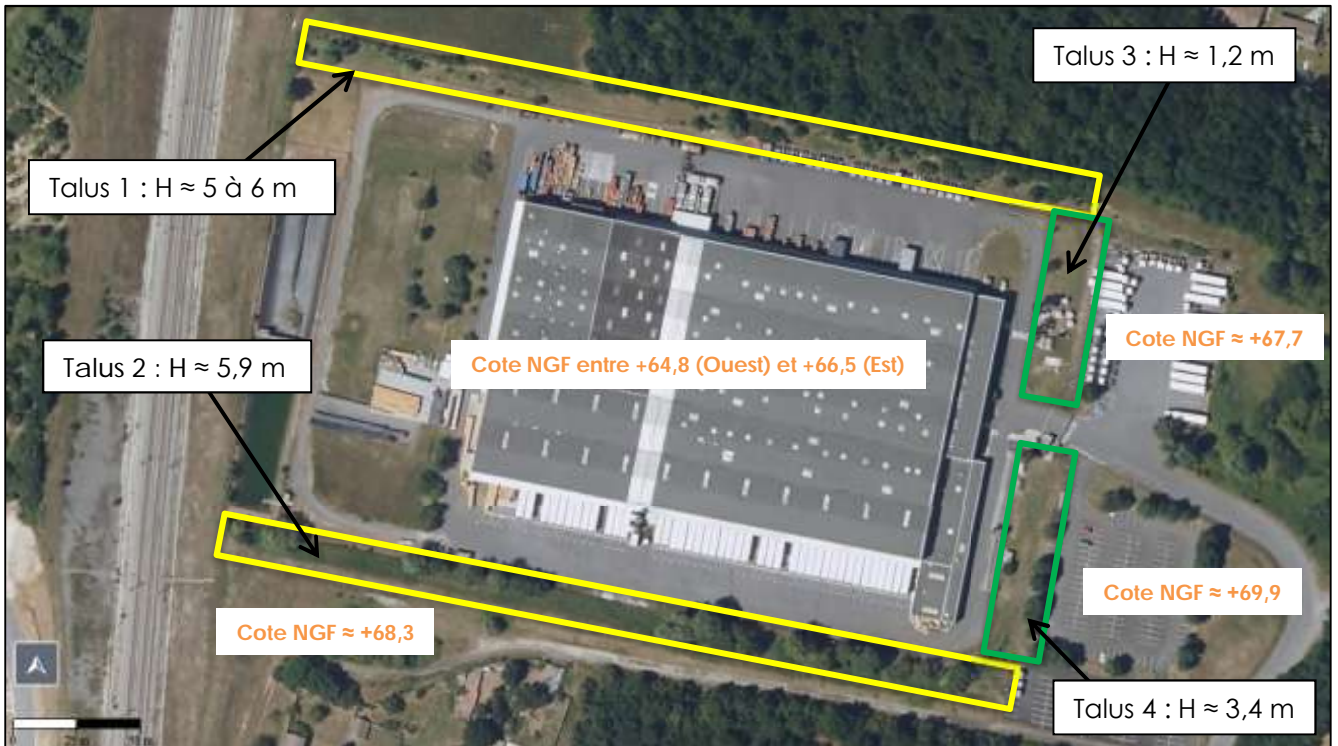 Talus 3 : H ≈ 1,2 m
Talus 1 : H ≈ 5 à 6 m
Cote NGF ≈ +67,7
Talus 2 : H ≈ 5,9 m
Cote NGF entre +64,8 (Ouest) et +66,5 (Est)
Cote NGF ≈ +69,9
Cote NGF ≈ +68,3
Talus 4 : H ≈ 3,4 m